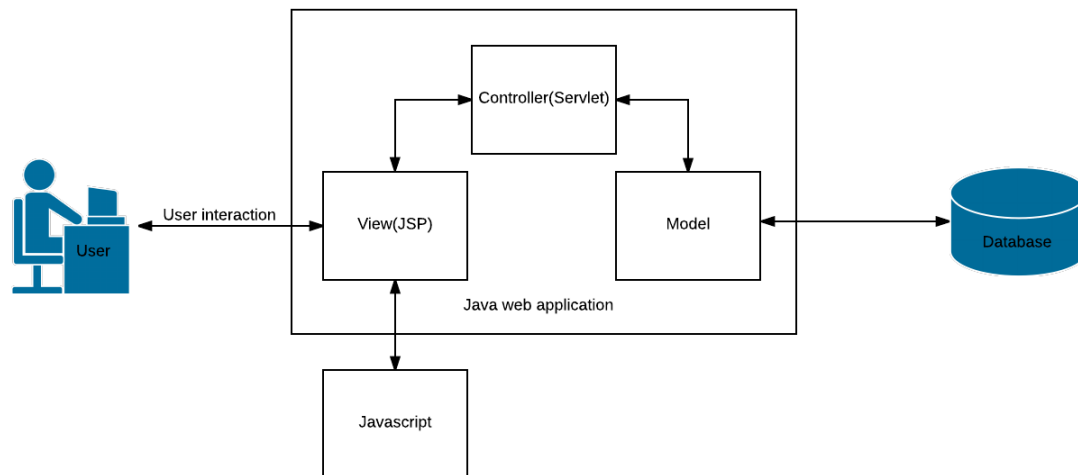 Controller(Servlet)
User interaction
View(JSP)
Model
User
Database
Java web application
Javascript